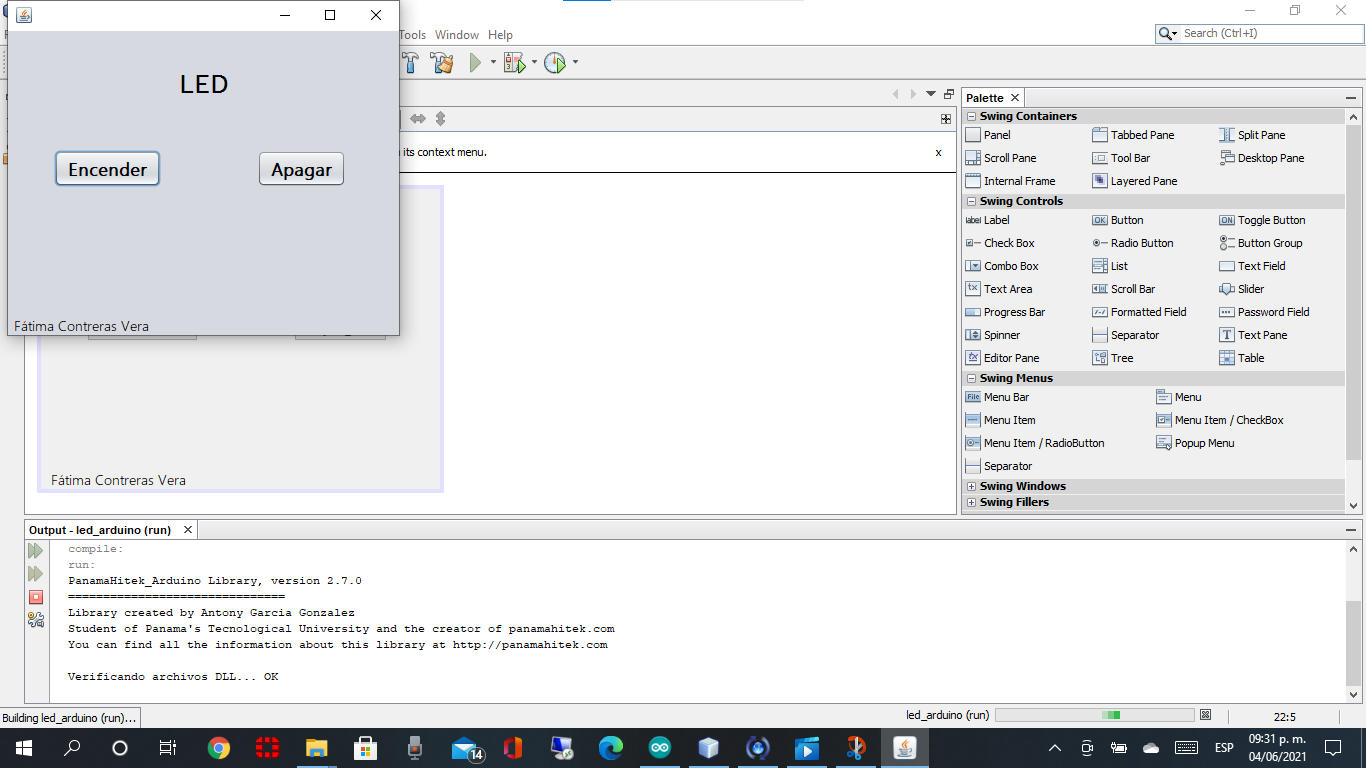 Tools Window Help
Search (Ctrl+I)
LED
Encender Apagar
Fátima Contreras Vera
its context menu.
x
Fátima Contreras Vera
Palette
Swing Containers
Panel Tabbed Pane Split Pane
Scroll Pane Tool Bar Desktop Pane
Internal Frame Layered Pane
Swing Controls
label Label OK Button ON Toggle Button
Check Box Radio Button Button Group
Combo Box List Text Field
tx Text Area Scroll Bar Slider
Progress Bar Formatted Field Password Field
Spinner Separator T Text Pane
Editor Pane Tree Table
Swing Menus
File Menu Bar Menu
Menu Item Menu Item / CheckBox
Menu Item / RadioButton Popup Menu
Separator
Swing Windows
Swing Fillers
Output - led_arduino (run)
compile:
run:
PanamaHitek_Arduino Library, version 2.7.0
===============================
Library created by Antony Garcia Gonzalez
Student of Panama's Tecnological University and the creator of panamahitek.com
You can find all the information about this library at http://panamahitek.com
Verificando archivos DLL... OK
Building led_arduino (run)...
led_arduino (run)
22:5
14
ESP
09:31 p. m.
04/06/2021